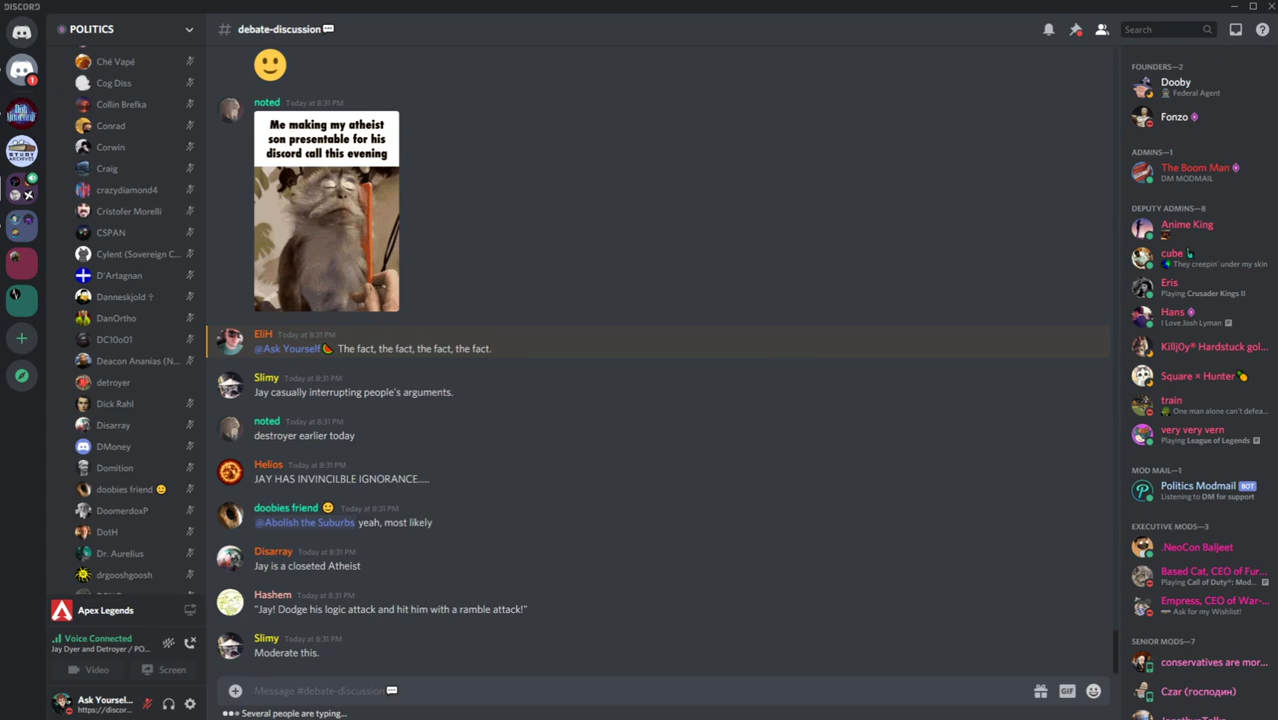 DISCORD
POLITICS
Ché Vapé
Cog Diss
Collin Brefka
Conrad
Corwin
Craig
crazydiamond4
Cristofer Morelli
CSPAN
Cylent (Sovereign C...
D'Artagnan
Danneskjold †
DanOrtho
DC10o01
Deacon Ananias (N...
detroyer
Dick Rahl
Disarray
DMoney
Domition
doobies friend
DoomerdoxP
DotH
Dr. Aurelius
drgooshgoosh
Apex Legends
Voice Connected
Jay Dyer and Detroyer / PO...
Video
Screen
Ask Yoursel...
https://discor...
1
# debate-discussion
Search
noted Today at 8:31 PM
Me making my atheist
son presentable for his
discord call this evening
EliH Today at 8:31 PM
@Ask Yourself🍉 The fact, the fact, the fact, the fact.
Slimy Today at 8:31 PM
Jay casually interrupting people's arguments.
noted Today at 8:31 PM
destroyer earlier today
Helios Today at 8:31 PM
JAY HAS INVINCILBLE IGNORANCE.....
doobies friend Today at 8:31 PM
@Abolish the Suburbs yeah, most likely
Disarray Today at 8:31 PM
Jay is a closeted Atheist
Hashem Today at 8:31 PM
"Jay! Dodge his logic attack and hit him with a ramble attack!"
Slimy Today at 8:31 PM
Moderate this.
Message #debate-discussion
GIF
Several people are typing...
FOUNDERS—2
Dooby
Federal Agent
Fonzo
ADMINS—1
The Boom Man
DM MODMAIL
DEPUTY ADMINS—8
Anime King
cube
They creepin' under my skin
Eris
Playing Crusader Kings II
Hans
I Love Josh Lyman
Killj0y® Hardstuck gol...
Square × Hunter
train
One man alone can't defea...
very very vern
Playing League of Legends
MOD MAIL—1
Politics Modmail BOT
Listening to DM for support
EXECUTIVE MODS—3
.NeoCon Baljeet
Based Cat, CEO of Fur...
Playing Call of Duty®: Mod...
Empress, CEO of War-...
Ask for my Wishlist!
SENIOR MODS—7
conservatives are mor...
Czar (господин)